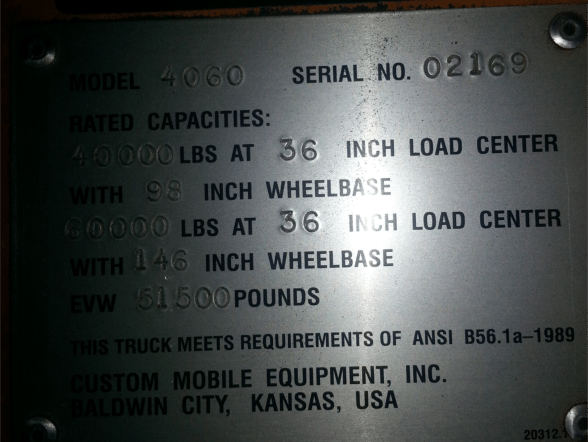 MODEL 4060 SERIAL NO. 02169
RATED CAPACITIES:
40000 LBS AT 36 INCH LOAD CENTER
WITH 98 INCH WHEELBASE
60000 LBS AT 36 INCH LOAD CENTER
WITH 146 INCH WHEELBASE
EVW 51500 POUNDS
THIS TRUCK MEETS REQUIREMENTS OF ANSI B56.1a-1989
CUSTOM MOBILE EQUIPMENT, INC.
BALDWIN CITY, KANSAS, USA